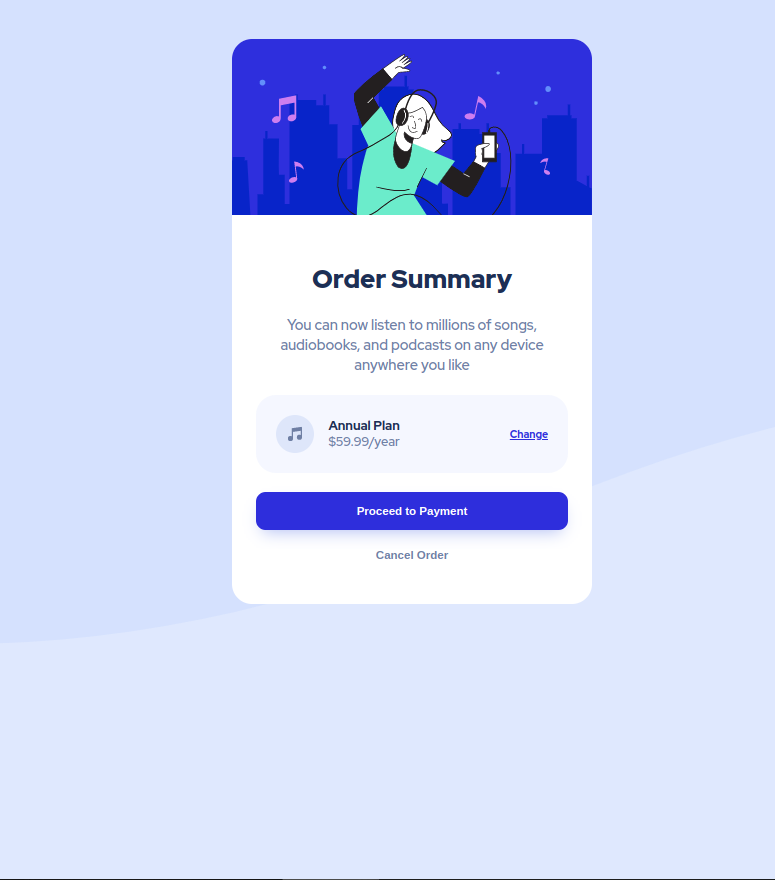 Order Summary
You can now listen to millions of songs,
audiobooks, and podcasts on any device
anywhere you like
Annual Plan
$59.99/year
Change
Proceed to Payment
Cancel Order